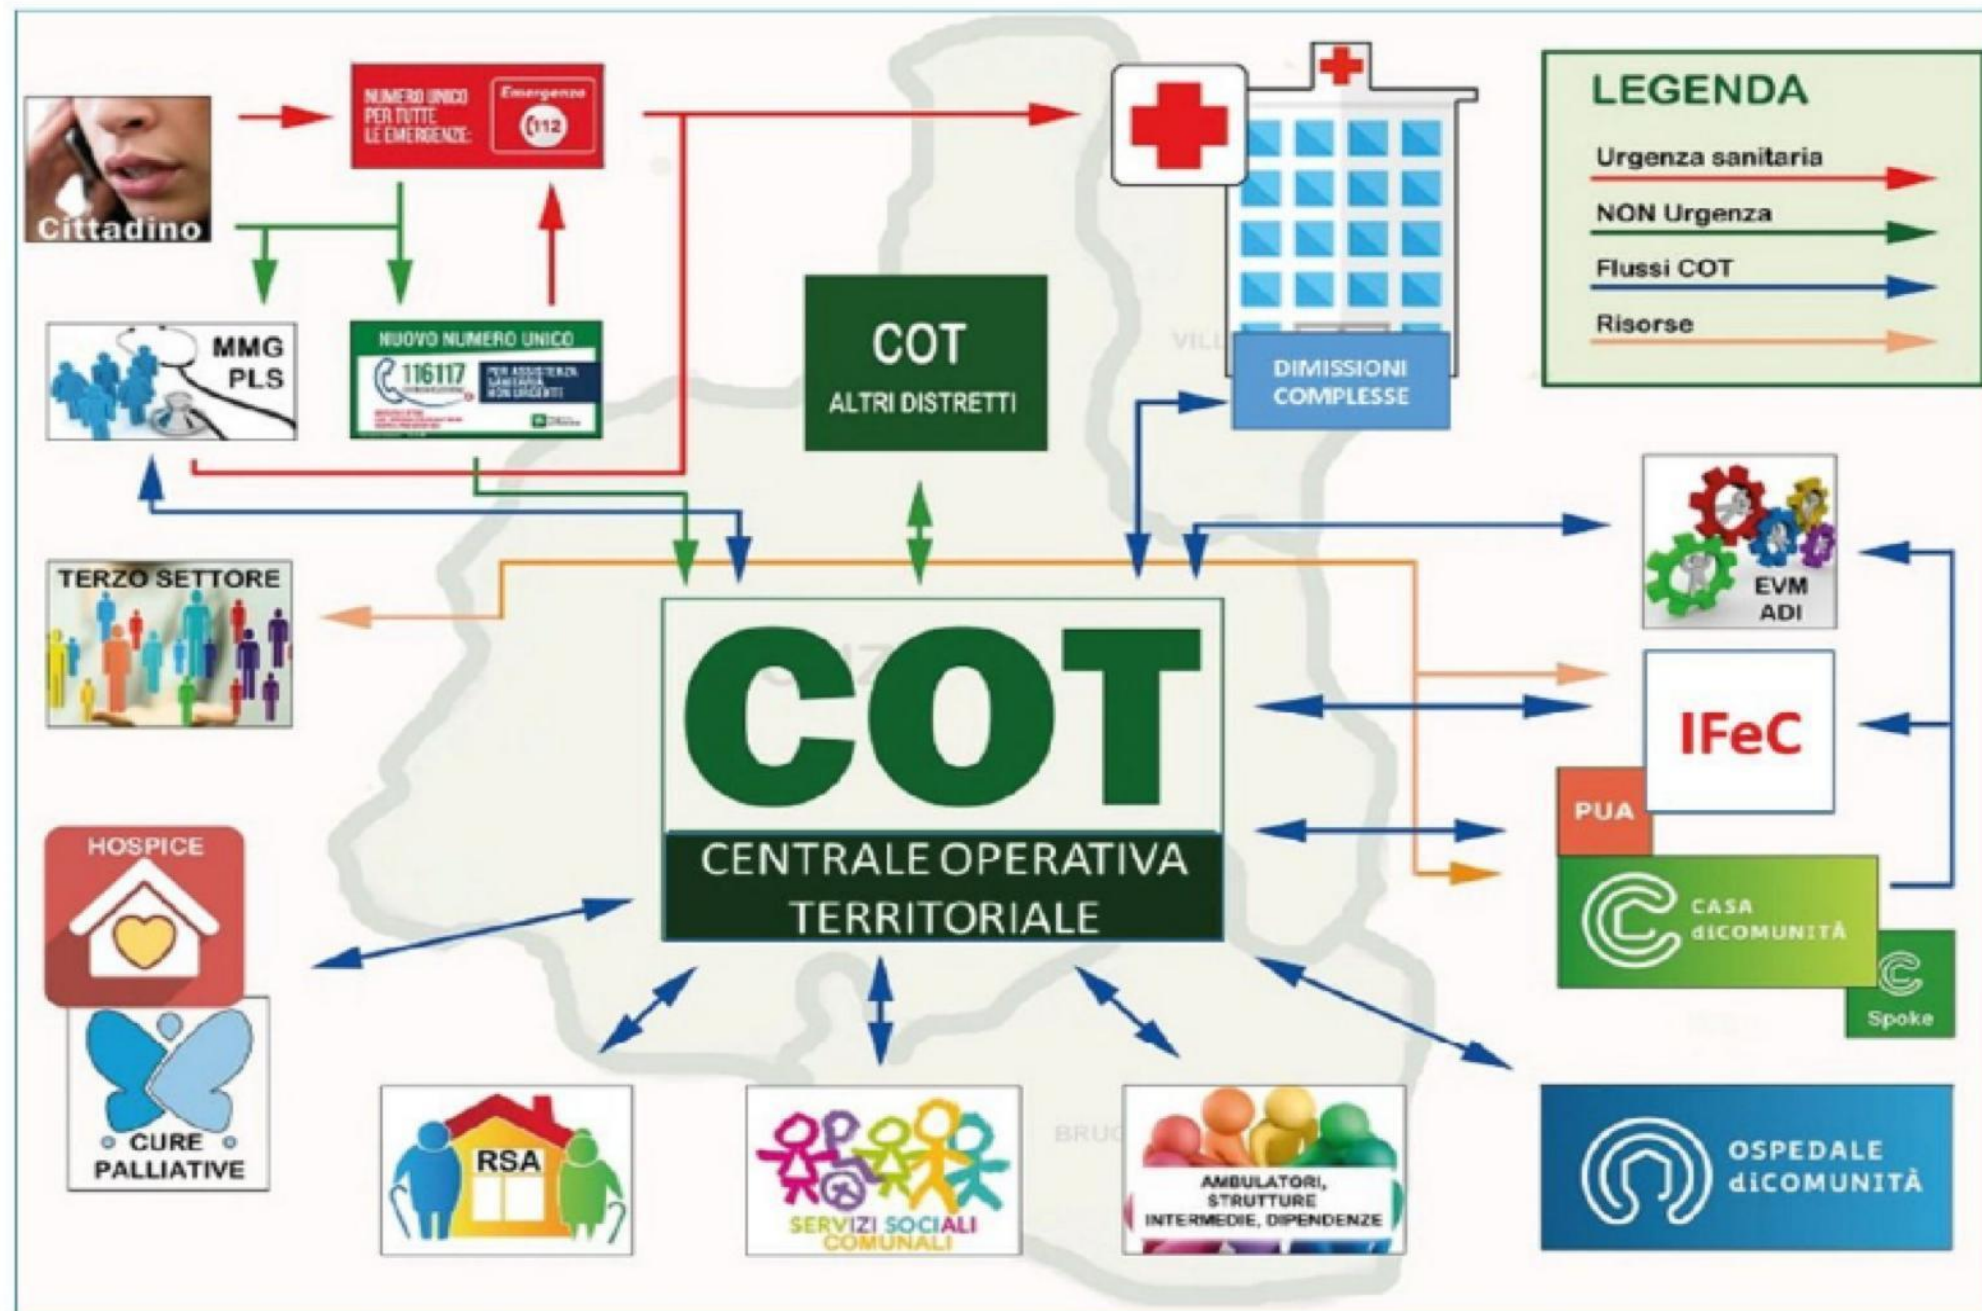 NUMERO UNICO
PER TUTTE
LE EMERGENZE:
Emergenza
112
Cittadino
LEGENDA
Urgenza sanitaria
NON Urgenza
Flussi COT
Risorse
MMG
PLS
NUOVO NUMERO UNICO
116117
PER ASSISTENZA
SANITARIA
NON URGENTE
COT
ALTRI DISTRETTI
DIMISSIONI
COMPLESSE
EVM
ADI
TERZO SETTORE
COT
CENTRALE OPERATIVA
TERRITORIALE
IFeC
PUA
CASA
diCOMUNITÀ
Spoke
HOSPICE
CURE
PALLIATIVE
RSA
SERVIZI SOCIALI
COMUNALI
AMBULATORI,
STRUTTURE
INTERMEDIE, DIPENDENZE
OSPEDALE
diCOMUNITÀ
VILL
BRUG